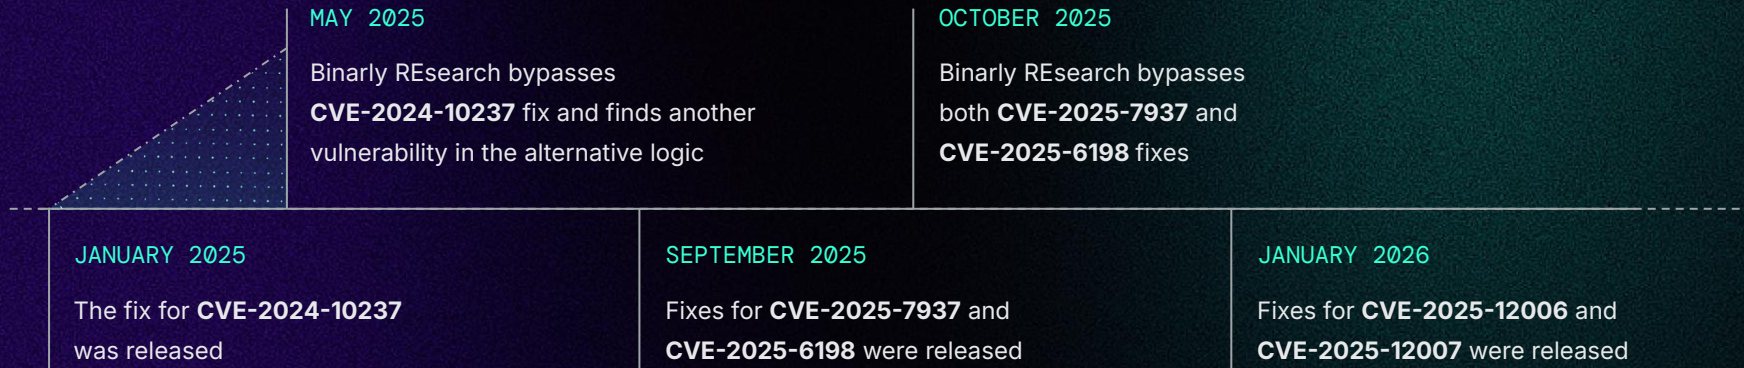 MAY 2025
Binarly REsearch bypasses
CVE-2024-10237 fix and finds another
vulnerability in the alternative logic
OCTOBER 2025
Binarly REsearch bypasses
both CVE-2025-7937 and
CVE-2025-6198 fixes
JANUARY 2025
The fix for CVE-2024-10237
was released
SEPTEMBER 2025
Fixes for CVE-2025-7937 and
CVE-2025-6198 were released
JANUARY 2026
Fixes for CVE-2025-12006 and
CVE-2025-12007 were released